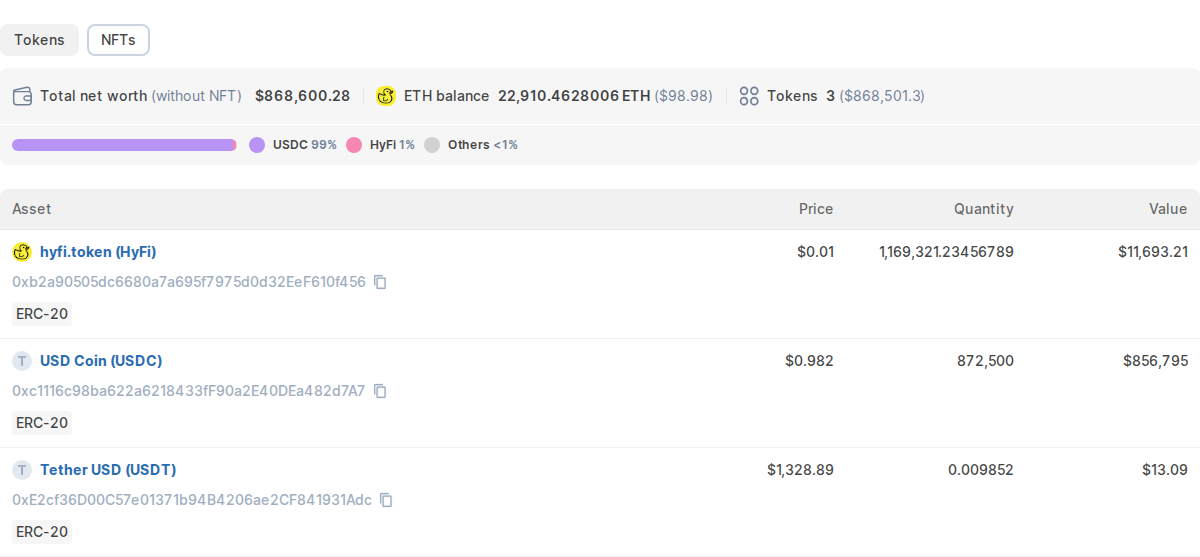 Tokens NFTs
Total net worth (without NFT) $868,600.28 ETH balance 22,910.4628006 ETH ($98.98) Tokens 3 ($868,501.3)
USDC 99% HyFI 1% Others <1%
Asset Price Quantity Value
hyfi.token (HyFi) $0.01 1,169,321.23456789 $11,693.21
0xb2a90505dc6680a7a695f7975d0d32EeF610f456
ERC-20
T USD Coin (USDC) $0.982 872,500 $856,795
0xc1116c98ba622a6218433fF90a2E40DEa482d7A7
ERC-20
T Tether USD (USDT) $1,328.89 0.009852 $13.09
0xE2cf36D00C57e01371b94B4206ae2CF841931Adc
ERC-20